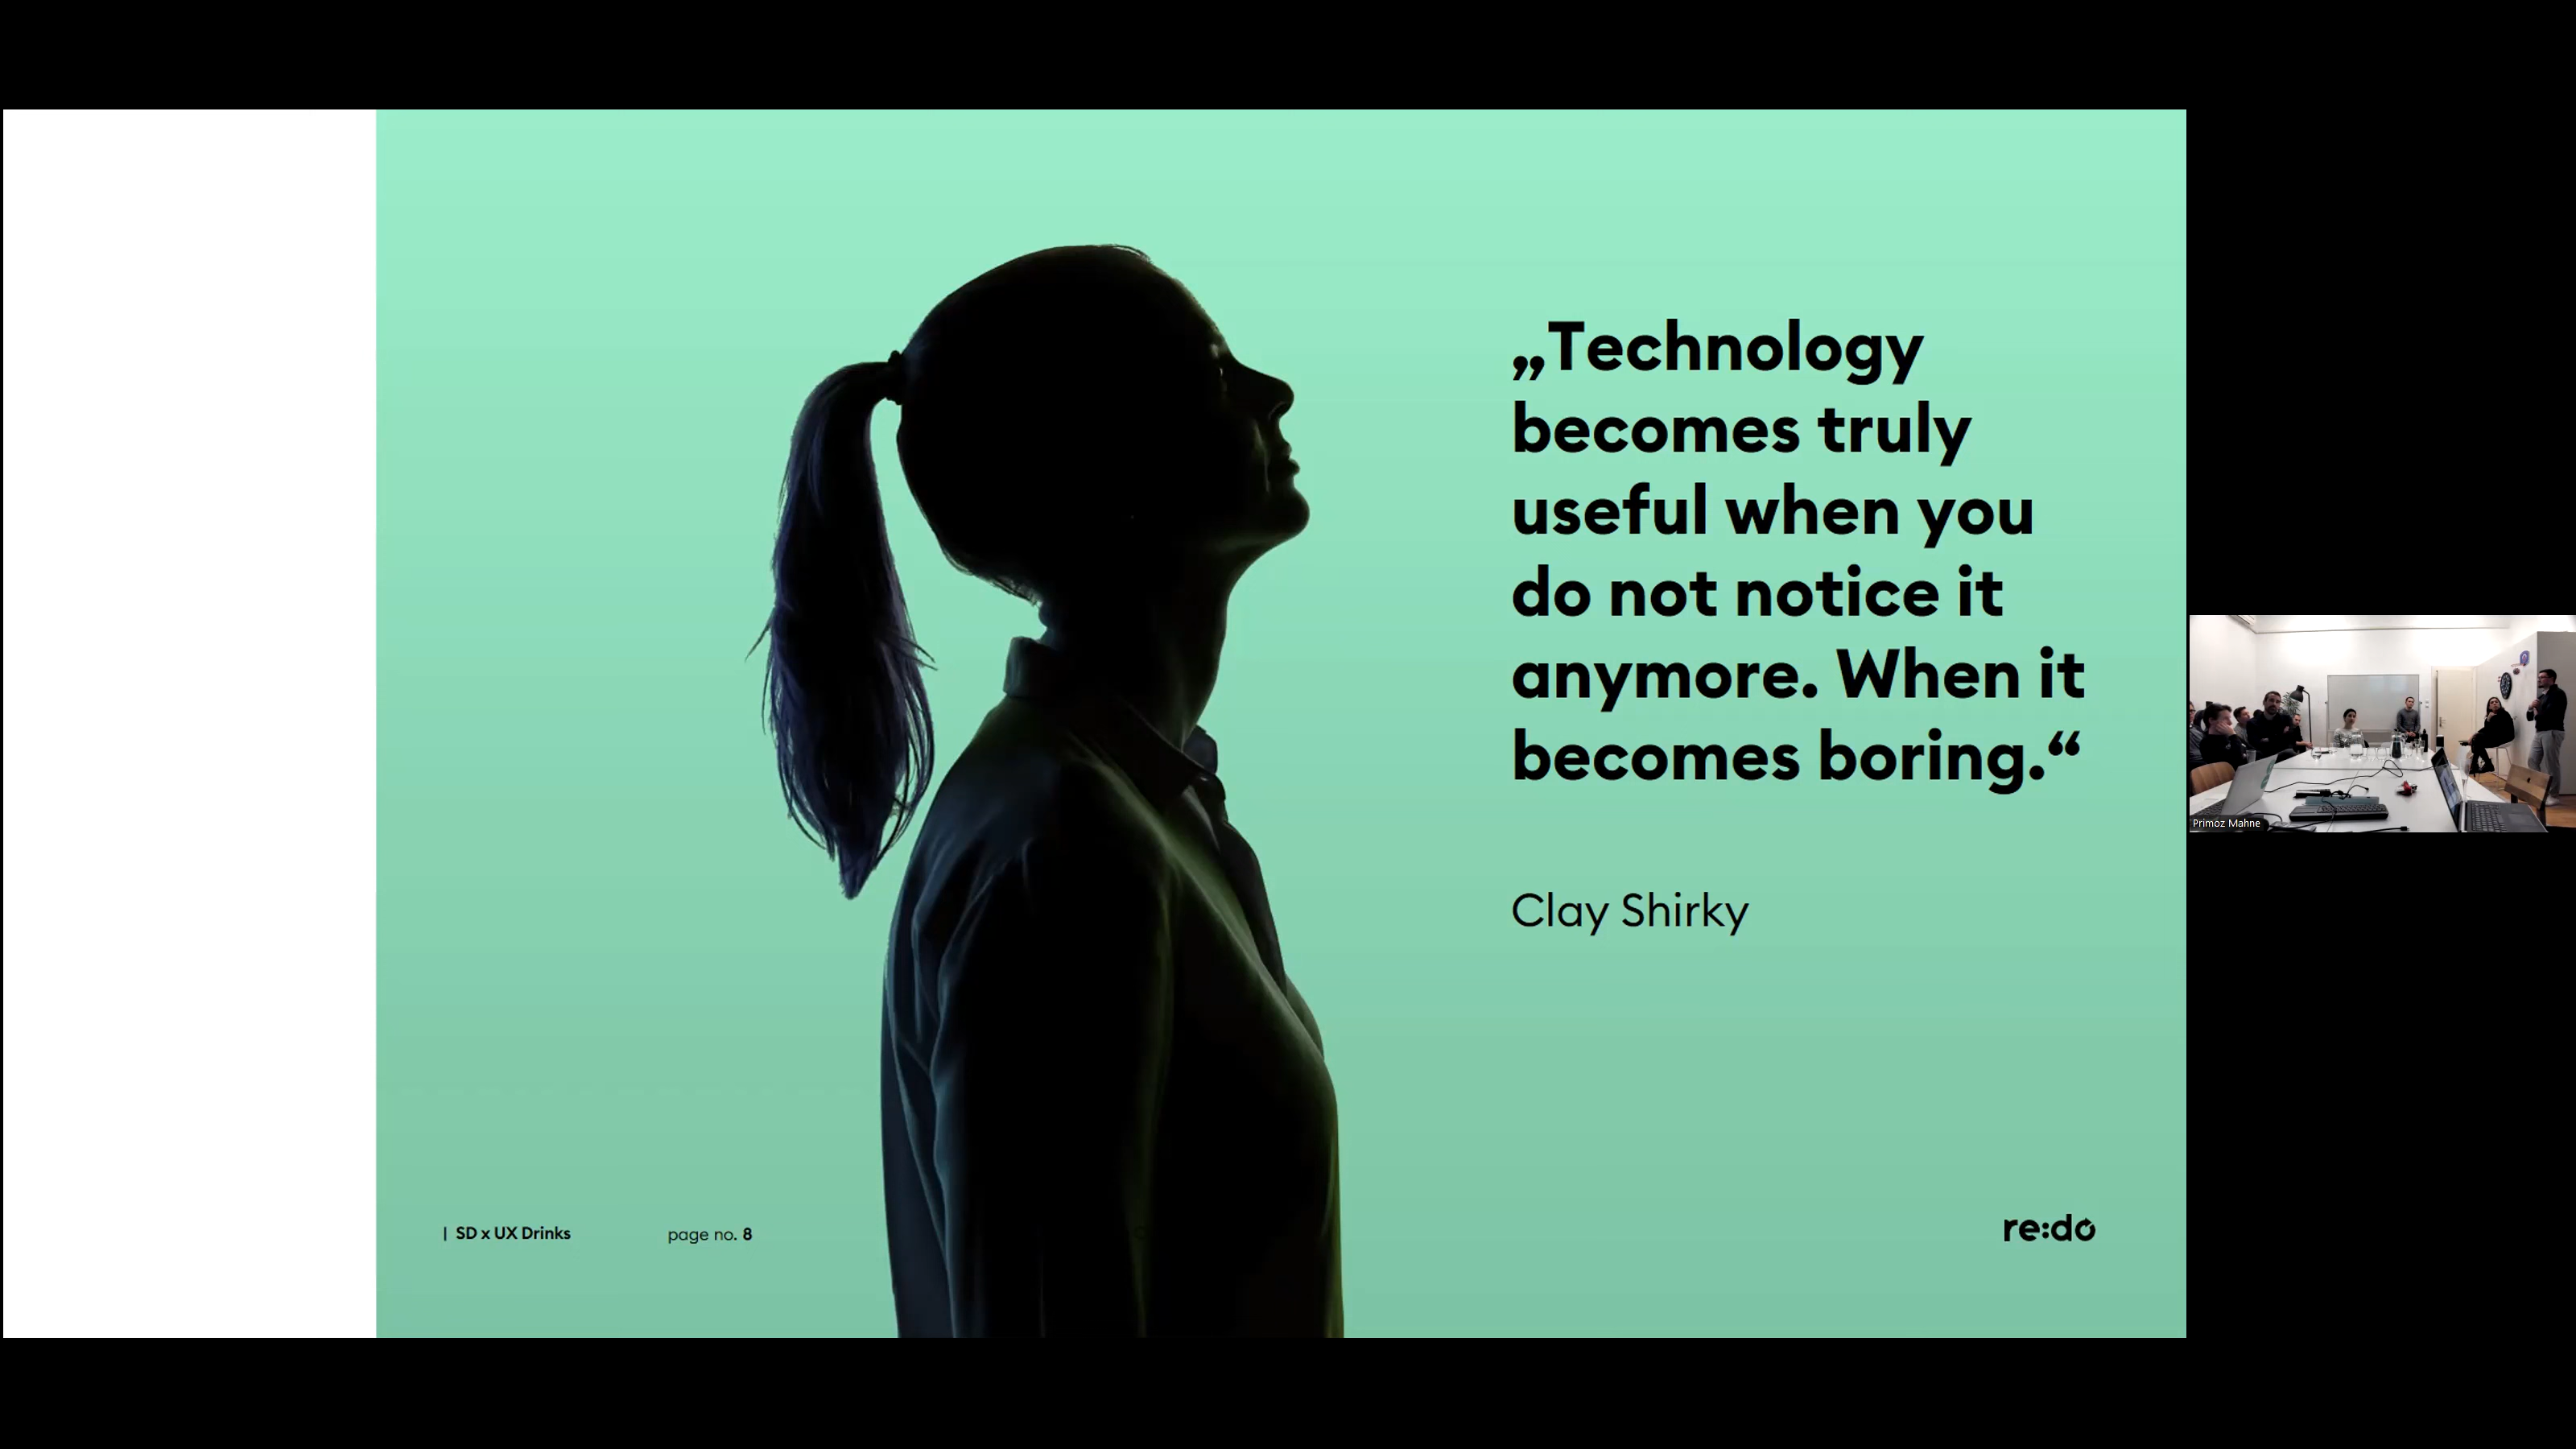 „Technology
becomes truly
useful when you
do not notice it
anymore. When it
becomes boring.“
Clay Shirky
| SD x UX Drinks
page no. 8
re:do
Primoz Mahne